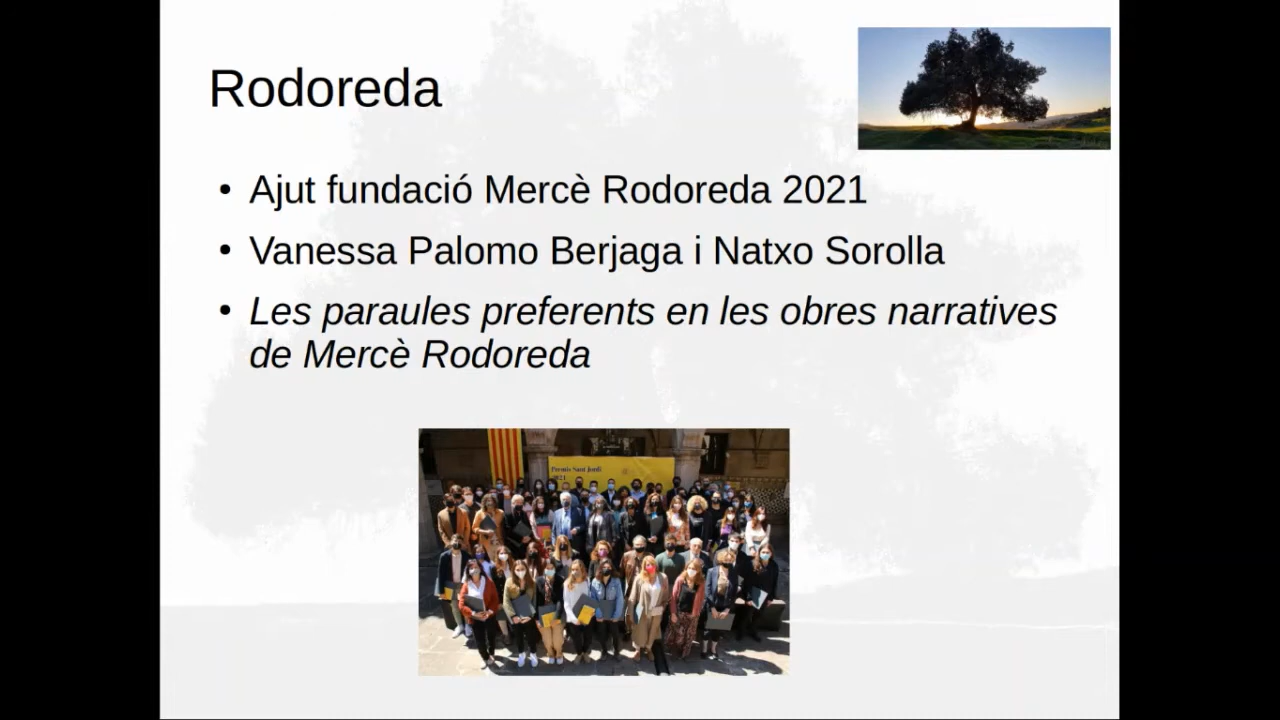 Rodoreda
• Ajut fundació Mercè Rodoreda 2021
• Vanessa Palomo Berjaga i Natxo Sorolla
• Les paraules preferents en les obres narratives
de Mercè Rodoreda
Premis Sant Jordi
2021